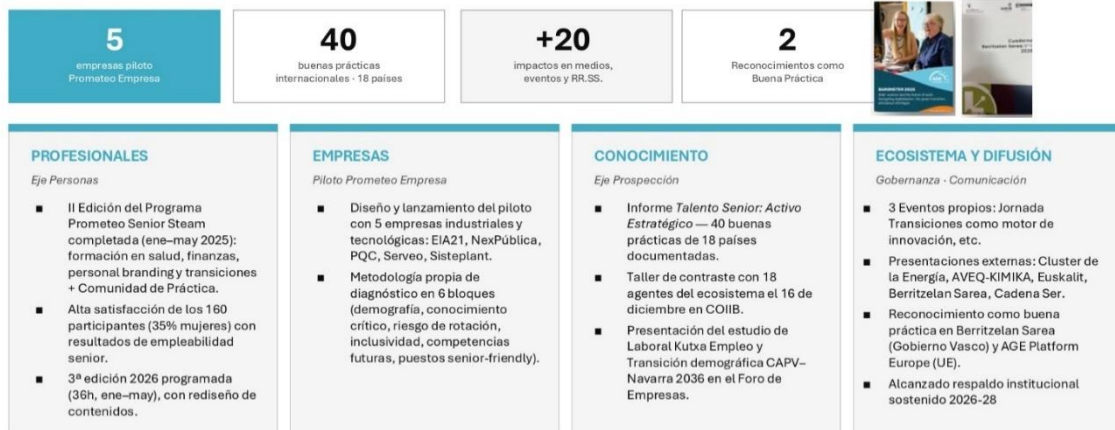 5
empresas piloto
Prometeo Empresa
40
buenas prácticas
internacionales · 18 países
+20
impactos en medios,
eventos y RR.SS.
2
Reconocimientos como
Buena Práctica
BAROMETER 2025
PROFESIONALES
Eje Personas
■ II Edición del Programa
Prometeo Senior Steam
completada (ene–may 2025):
formación en salud, finanzas,
personal branding y transiciones
+ Comunidad de Práctica.
■ Alta satisfacción de los 160
participantes (35% mujeres) con
resultados de empleabilidad
senior.
■ 3ª edición 2026 programada
(36h, ene–may), con rediseño de
contenidos.
EMPRESAS
Piloto Prometeo Empresa
■ Diseño y lanzamiento del piloto
con 5 empresas industriales y
tecnológicas: EIA21, NexPública,
PQC, Serveo, Sisteplant.
■ Metodología propia de
diagnóstico en 6 bloques
(demografía, conocimiento
crítico, riesgo de rotación,
inclusividad, competencias
futuras, puestos senior-friendly).
CONOCIMIENTO
Eje Prospección
■ Informe Talento Senior: Activo
Estratégico — 40 buenas
prácticas de 18 países
documentadas.
■ Taller de contraste con 18
agentes del ecosistema el 16 de
diciembre en COIIB.
■ Presentación del estudio de
Laboral Kutxa Empleo y
Transición demográfica CAPV–
Navarra 2036 en el Foro de
Empresas.
ECOSISTEMA Y DIFUSIÓN
Gobernanza · Comunicación
■ 3 Eventos propios: Jornada
Transiciones como motor de
innovación, etc.
■ Presentaciones externas: Cluster de
la Energía, AVEQ-KIMIKA, Euskalit,
Berritzelan Sarea, Cadena Ser.
■ Reconocimiento como buena
práctica en Berritzelan Sarea
(Gobierno Vasco) y AGE Platform
Europe (UE).
■ Alcanzado respaldo institucional
sostenido 2026-28